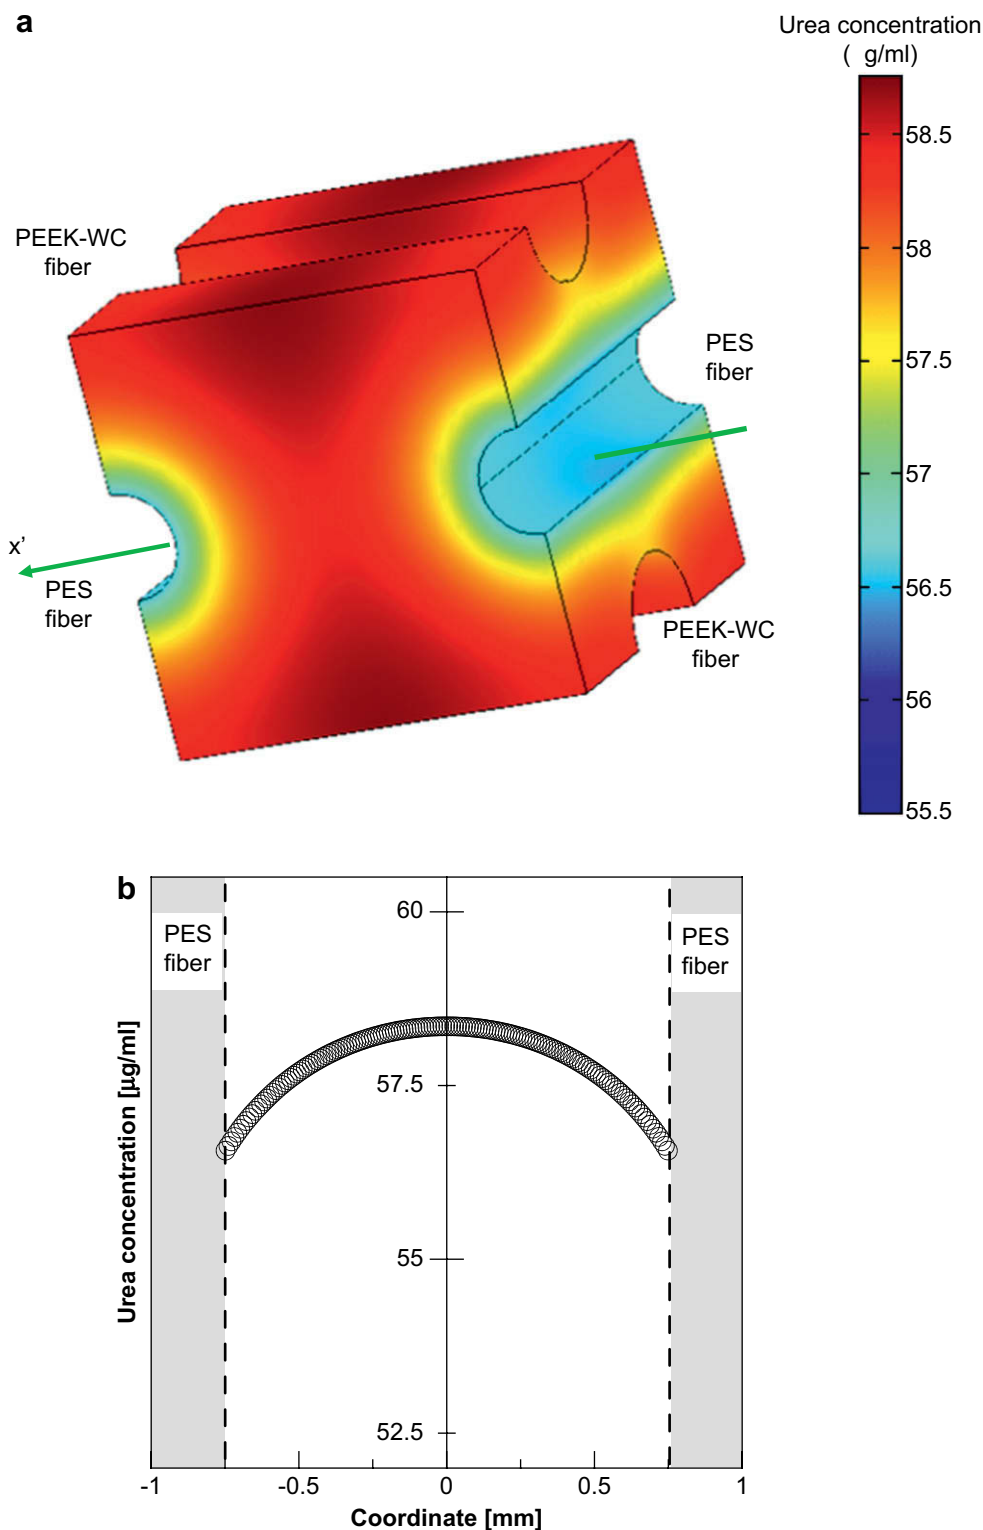 a
Urea concentration
( g/ml)
58.5
58
57.5
57
56.5
56
55.5
PEEK-WC
fiber
PES
fiber
x'
PES
fiber
PEEK-WC
fiber
b
PES
fiber
PES
fiber
60
57.5
55
52.5
Urea concentration [µg/ml]
-1
-0.5
0
0.5
1
Coordinate [mm]